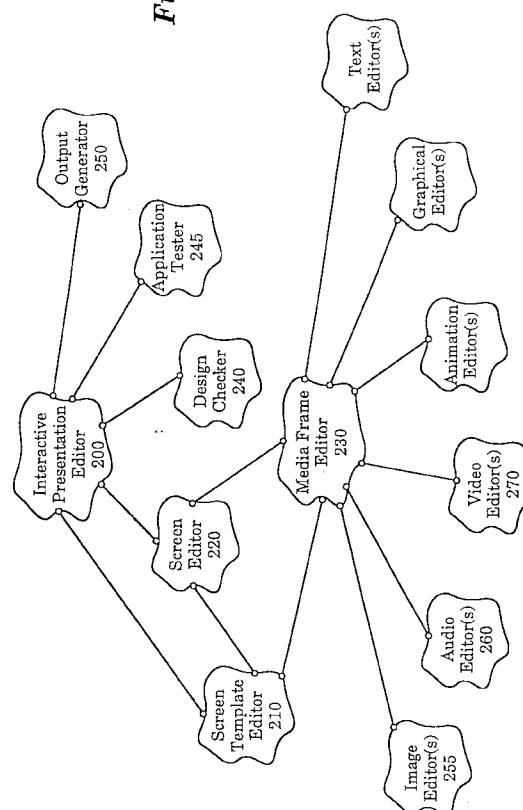 Interactive
Presentation
Editor
200
Output
Generator
250
Application
Tester
245
Design
Checker
240
Screen
Editor
220
Screen
Template
Editor
210
Media Frame
Editor
230
Text
Editor(s)
Graphical
Editor(s)
Animation
Editor(s)
Video
Editor(s)
270
Audio
Editor(s)
260
Image
Editor(s)
255